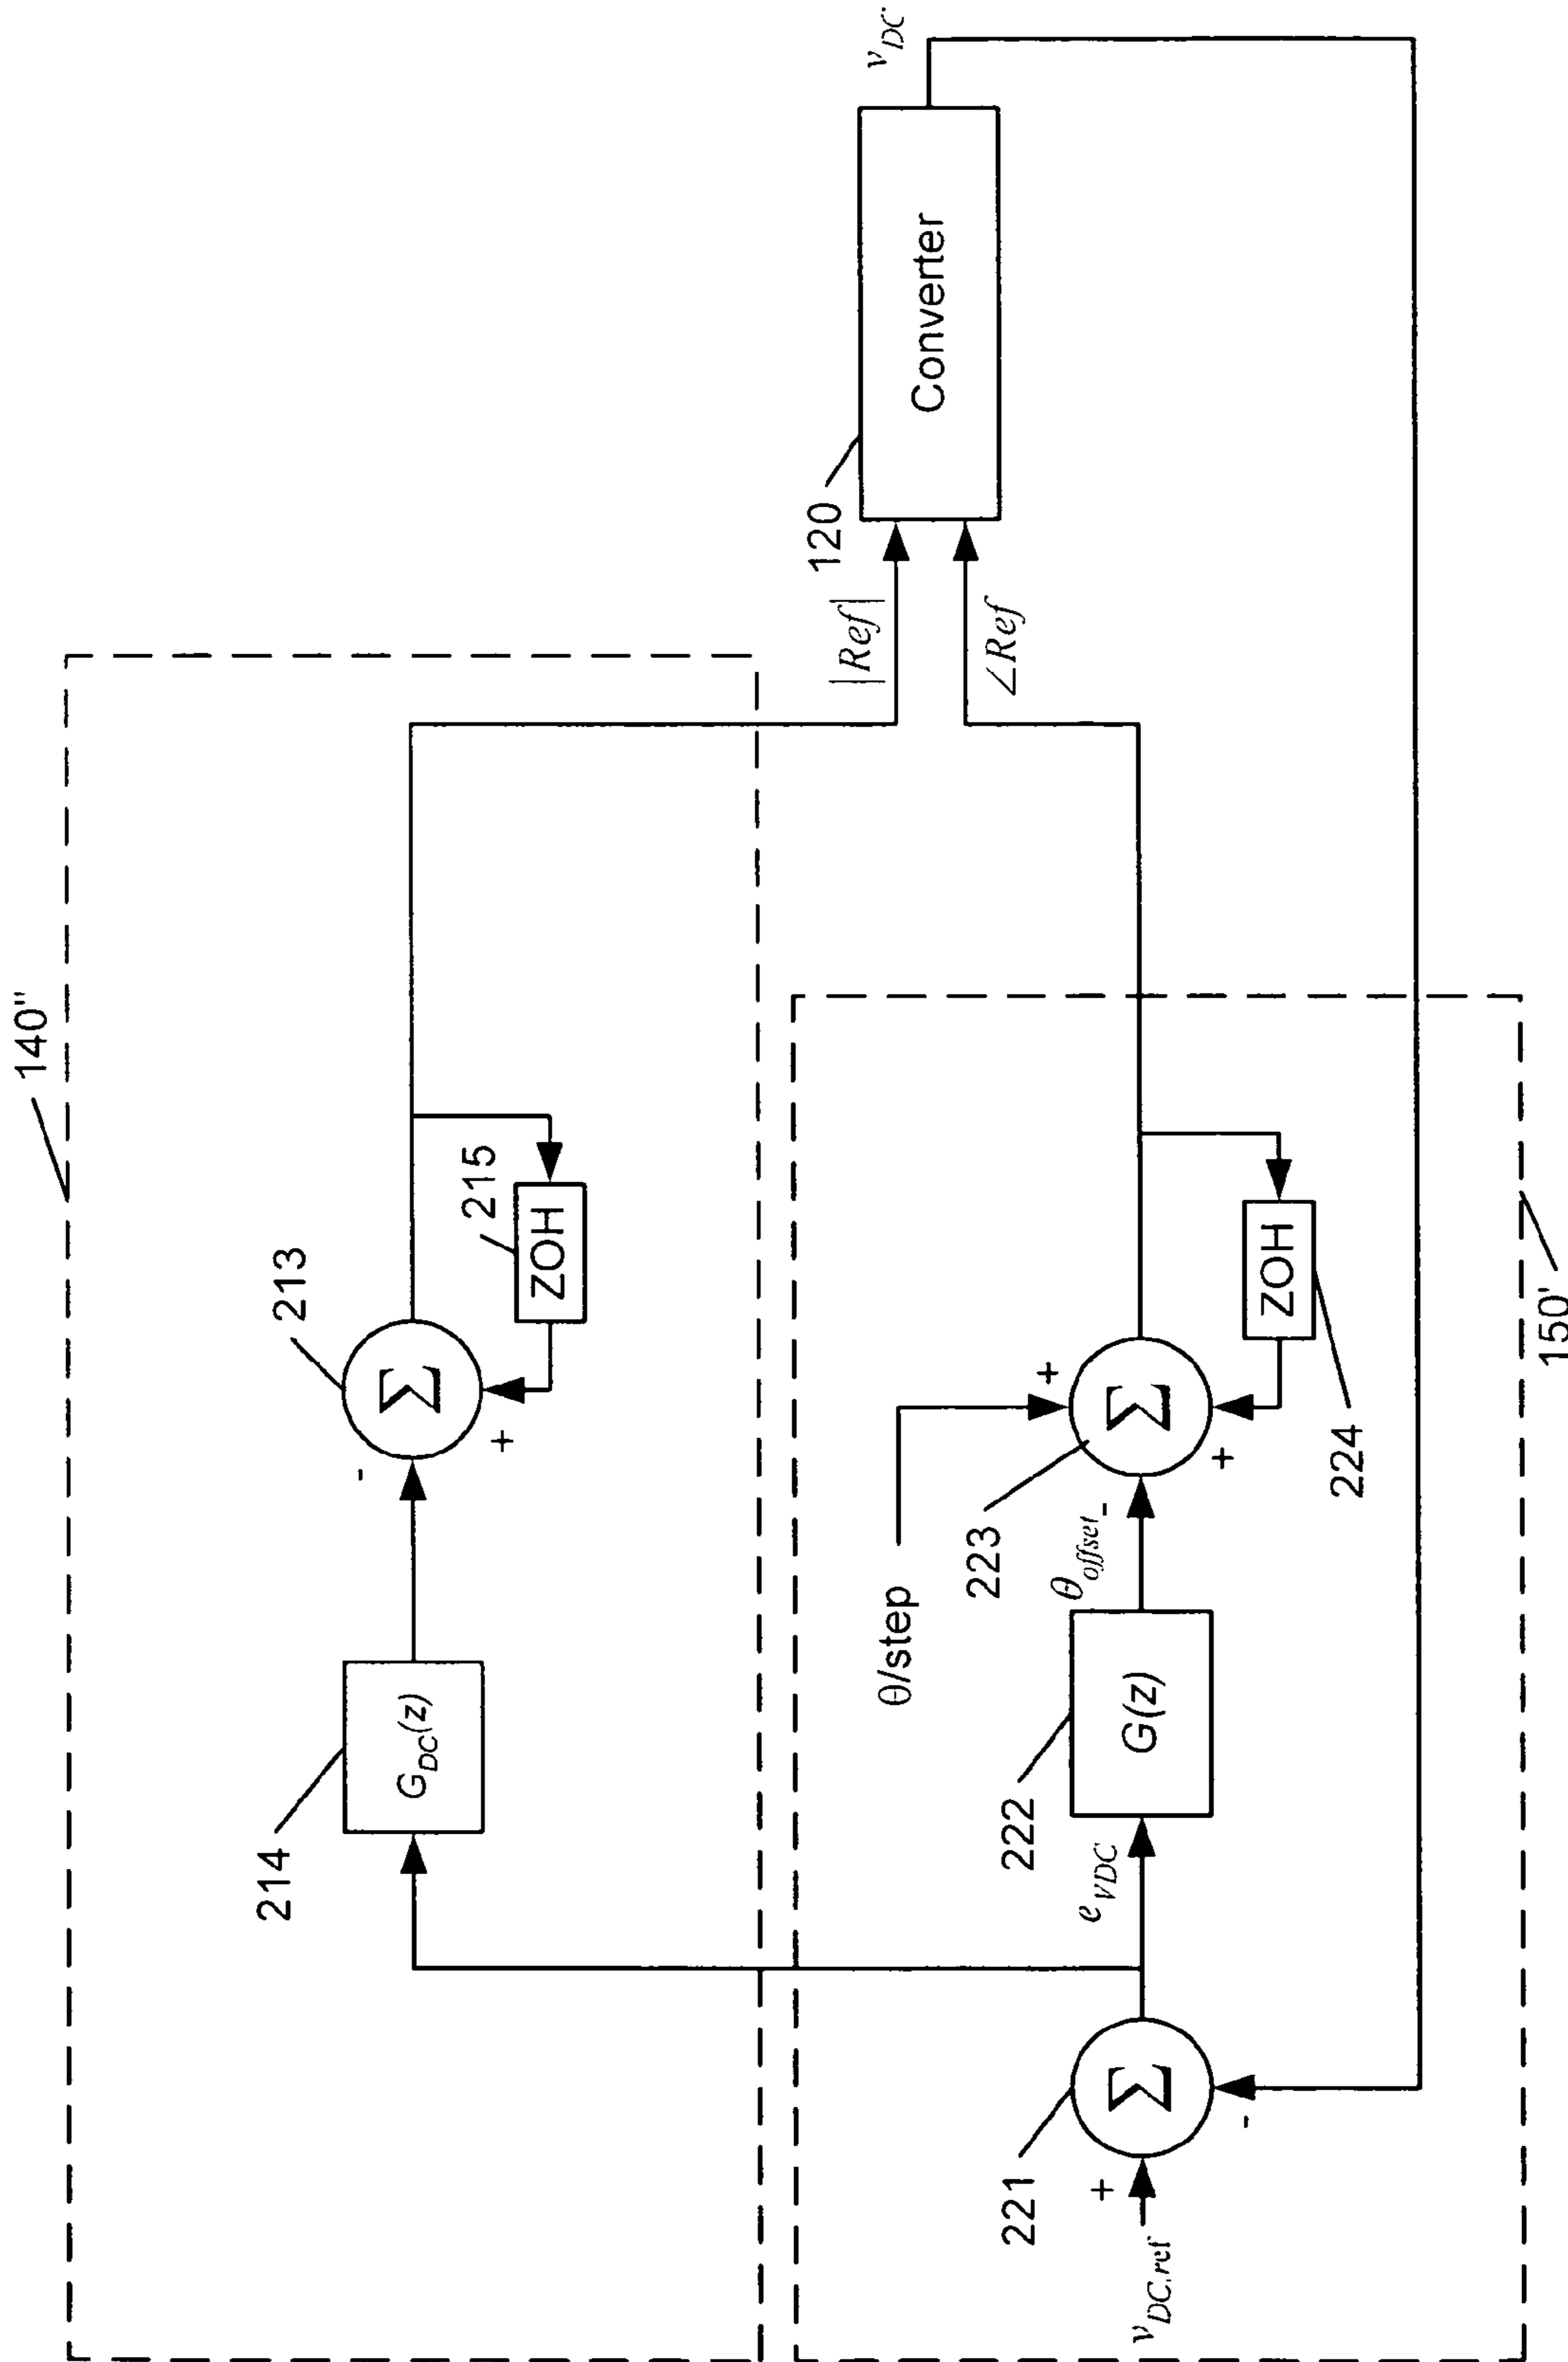 140"
214
G_DC(z)
213
Σ
-
+
215
ZOH
|Ref|
∠Ref
120
Converter
v_DC
θ/step
v_DC,ref
+
-
221
Σ
e_VDC
222
G(z)
θ_offset
-
223
+
Σ
+
224
ZOH
150'